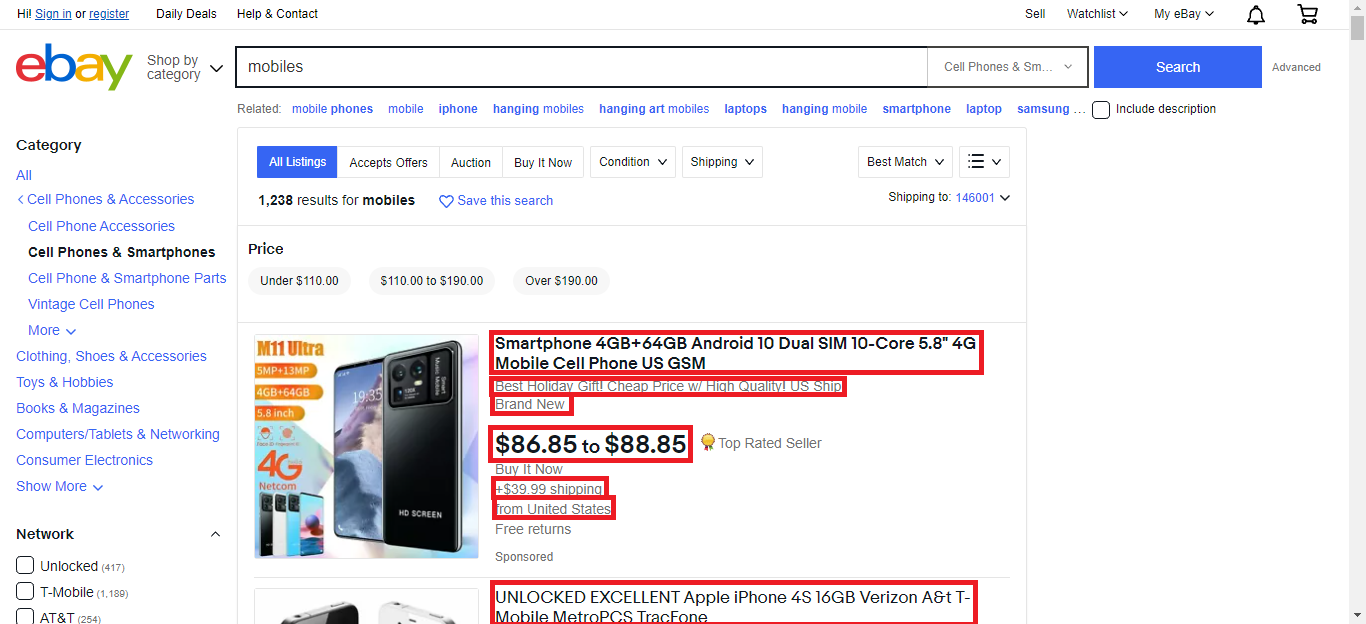 Hi! Sign in or register Daily Deals Help & Contact Sell Watchlist My eBay
ebay
Shop by
category
mobiles
Cell Phones & Sm...
Search
Advanced
Related: mobile phones mobile iphone hanging mobiles hanging art mobiles laptops hanging mobile smartphone laptop samsung ...
Include description
Category
All
Cell Phones & Accessories
Cell Phone Accessories
Cell Phones & Smartphones
Cell Phone & Smartphone Parts
Vintage Cell Phones
More
Clothing, Shoes & Accessories
Toys & Hobbies
Books & Magazines
Computers/Tablets & Networking
Consumer Electronics
Show More
Network
Unlocked (417)
T-Mobile (1,189)
AT&T (254)
All Listings Accepts Offers Auction Buy It Now Condition Shipping Best Match
1,238 results for mobiles Save this search Shipping to: 146001
Price
Under $110.00 $110.00 to $190.00 Over $190.00
M11 Ultra
5MP+13MP
4GB+64GB
5.8 inch
4G
Netcom
19:35
Smart
Music Mobile
HD SCREEN
Smartphone 4GB+64GB Android 10 Dual SIM 10-Core 5.8" 4G
Mobile Cell Phone US GSM
Best Holiday Gift! Cheap Price w/ High Quality! US Ship
Brand New
$86.85 to $88.85
Top Rated Seller
Buy It Now
+$39.99 shipping
from United States
Free returns
Sponsored
UNLOCKED EXCELLENT Apple iPhone 4S 16GB Verizon A&t T-
Mobile MetroPCS TracFone